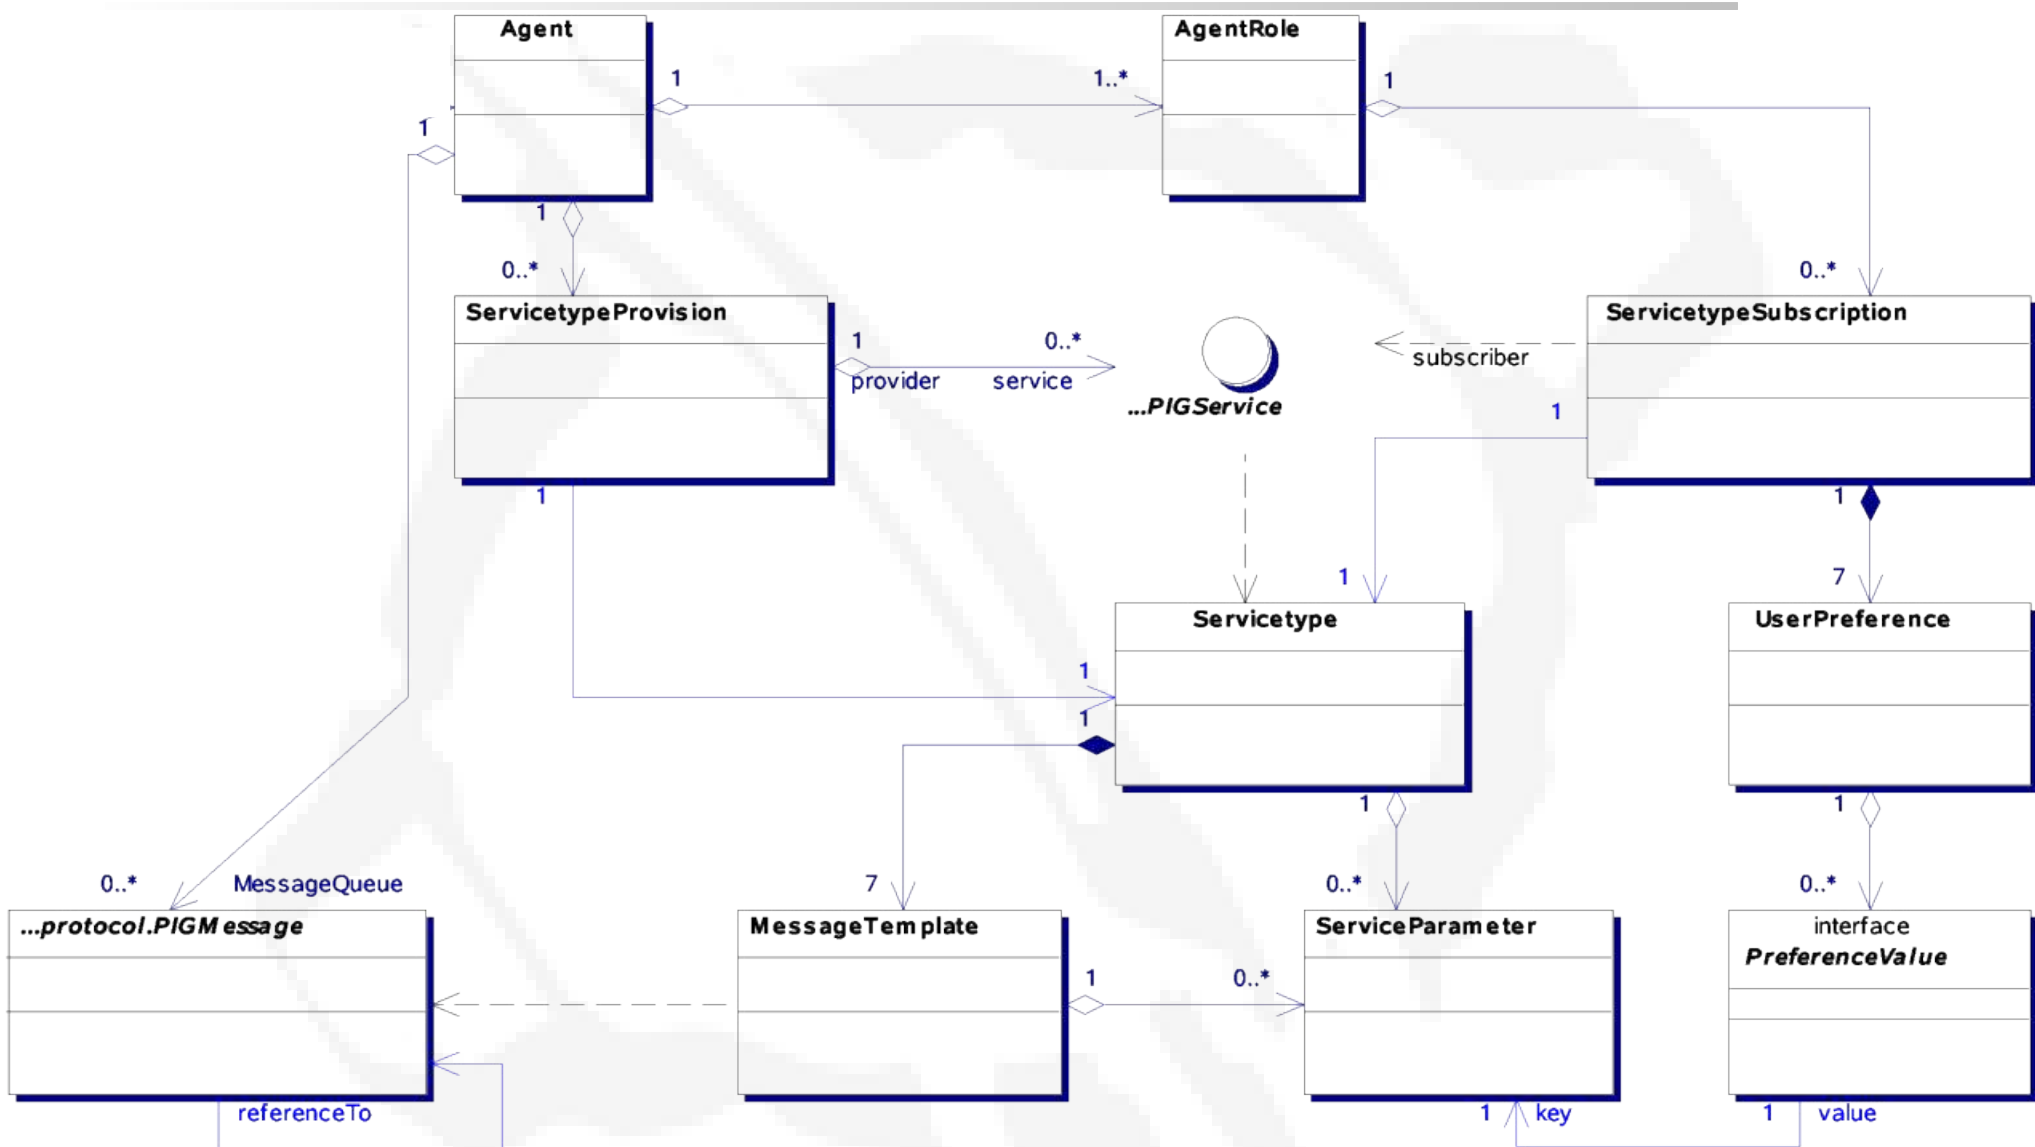 Agent
AgentRole
1
1..*
1
1
1
0..*
0..*
ServicetypeProvision
ServicetypeSubscription
1
0..*
provider
service
subscriber
...PIGService
1
1
1
1
7
Servicetype
UserPreference
1
1
1
1
0..*
MessageQueue
7
0..*
0..*
...protocol.PIGMessage
MessageTemplate
ServiceParameter
interface
PreferenceValue
1
0..*
referenceTo
1
key
1
value